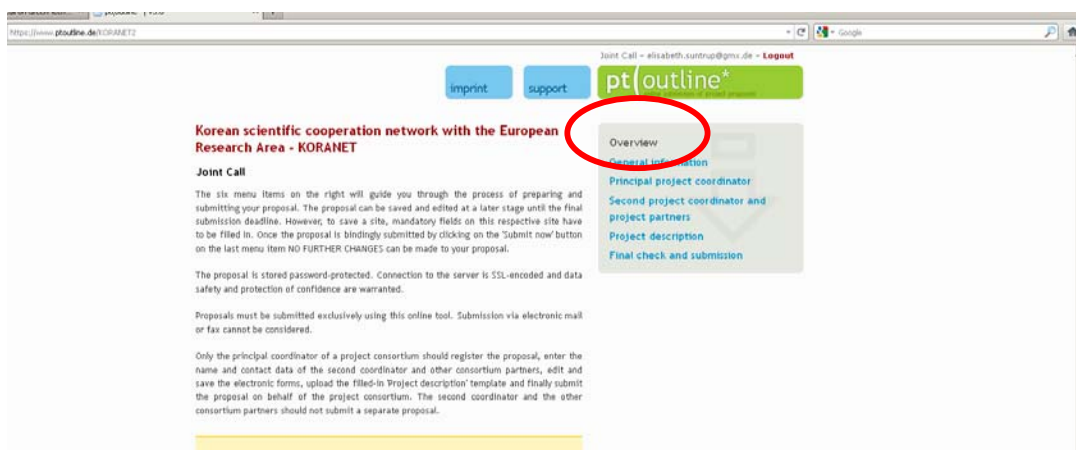 https://www.ptoutline.de/KORANET2
Google
Joint Call - elisabeth.suntrup@gmx.de - Logout
imprint
support
pt(outline*
Korean scientific cooperation network with the European
Research Area - KORANET
Joint Call
The six menu items on the right will guide you through the process of preparing and
submitting your proposal. The proposal can be saved and edited at a later stage until the final
submission deadline. However, to save a site, mandatory fields on this respective site have
to be filled in. Once the proposal is bindingly submitted by clicking on the 'Submit now' button
on the last menu item NO FURTHER CHANGES can be made to your proposal.
The proposal is stored password-protected. Connection to the server is SSL-encoded and data
safety and protection of confidence are warranted.
Proposals must be submitted exclusively using this online tool. Submission via electronic mail
or fax cannot be considered.
Only the principal coordinator of a project consortium should register the proposal, enter the
name and contact data of the second coordinator and other consortium partners, edit and
save the electronic forms, upload the filled-in 'Project description' template and finally submit
the proposal on behalf of the project consortium. The second coordinator and the other
consortium partners should not submit a separate proposal.
Overview
General information
Principal project coordinator
Second project coordinator and
project partners
Project description
Final check and submission